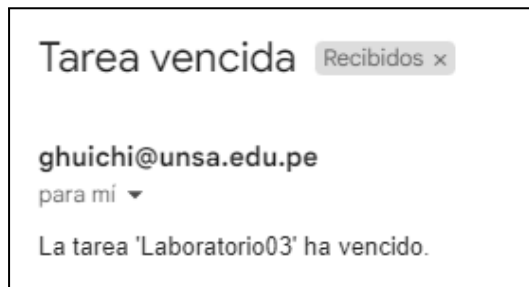 Tarea vencida Recibidos ×
ghuichi@unsa.edu.pe
para mí
La tarea 'Laboratorio03' ha vencido.